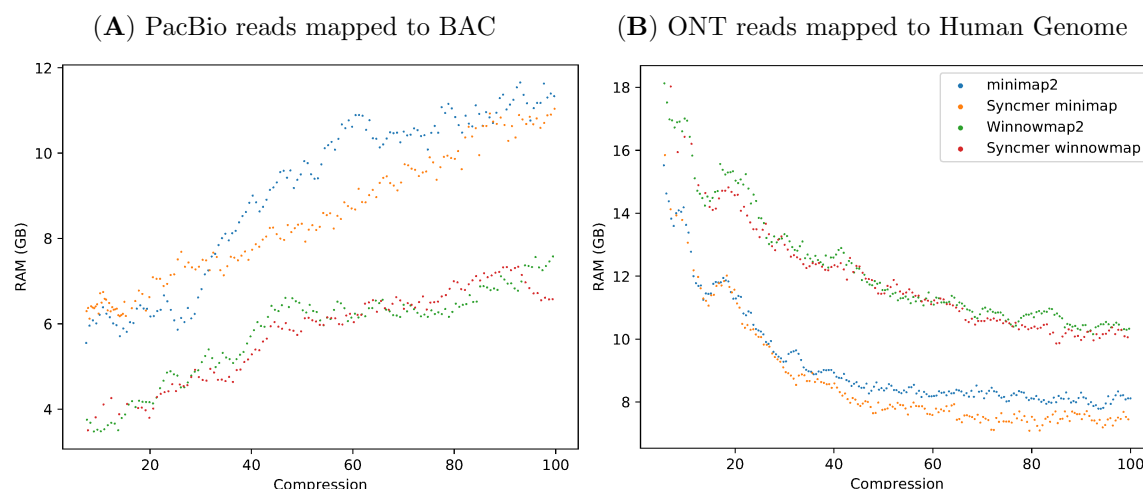 (A) PacBio reads mapped to BAC
12
10
8
6
4
RAM (GB)
20 40 60 80 100
Compression
(B) ONT reads mapped to Human Genome
18
16
14
12
10
8
RAM (GB)
minimap2
Syncmer minimap
Winnowmap2
Syncmer winnowmap
20 40 60 80 100
Compression